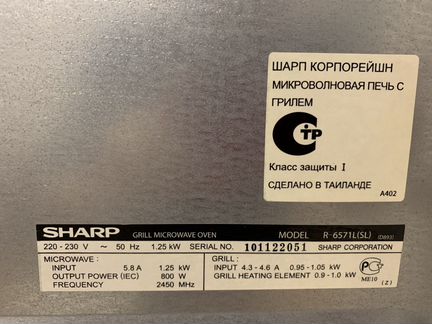 ШАРП КОРПОРЕЙШН
МИКРОВОЛНОВАЯ ПЕЧЬ С
ГРИЛЕМ
ТР
Класс защиты I
СДЕЛАНО В ТАИЛАНДЕ
A402
SHARP GRILL MICROWAVE OVEN MODEL R-6571L(SL) (D893)
220 - 230 V ~ 50 Hz 1.25 kW SERIAL NO. 101122051 SHARP CORPORATION
MICROWAVE :
INPUT 5.8 A 1.25 kW
OUTPUT POWER (IEC) 800 W
FREQUENCY 2450 MHz
GRILL :
INPUT 4.3 - 4.6 A 0.95 - 1.05 kW
GRILL HEATING ELEMENT 0.9 - 1.0 kW
ME10
(Z)